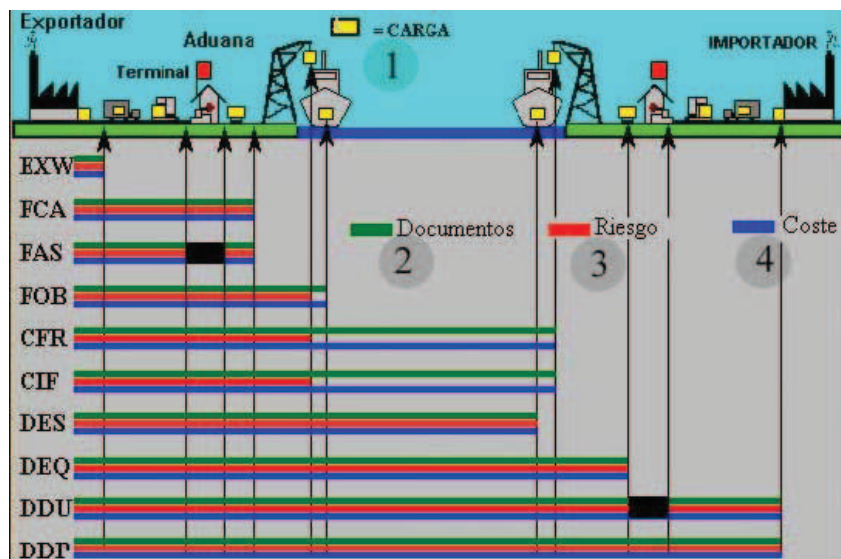 Exportador
= CARGA
Aduana
1
IMPORTADOR
Terminal
EXW
FCA
Documentos Riesgo Coste
FAS
2 3 4
FOB
CFR
CIF
DES
DEQ
DDU
DDP